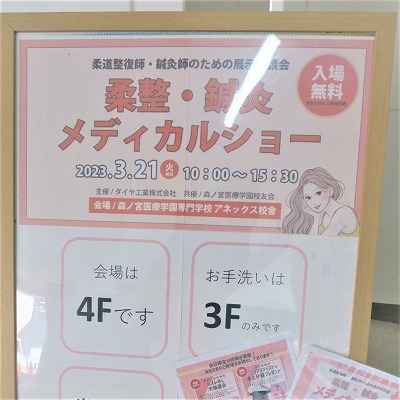 柔道整復師・鍼灸師のための展示商談会
柔整・鍼灸
メディカルショー
入場
無料
2023.3.21 火 10：00～15：30
主催 / ダイヤ工業株式会社 共催 / 森ノ宮医療学園校友会
会場 / 森ノ宮医療学園専門学校 アネックス校舎
会場は
4Fです
お手洗いは
3F
のみです